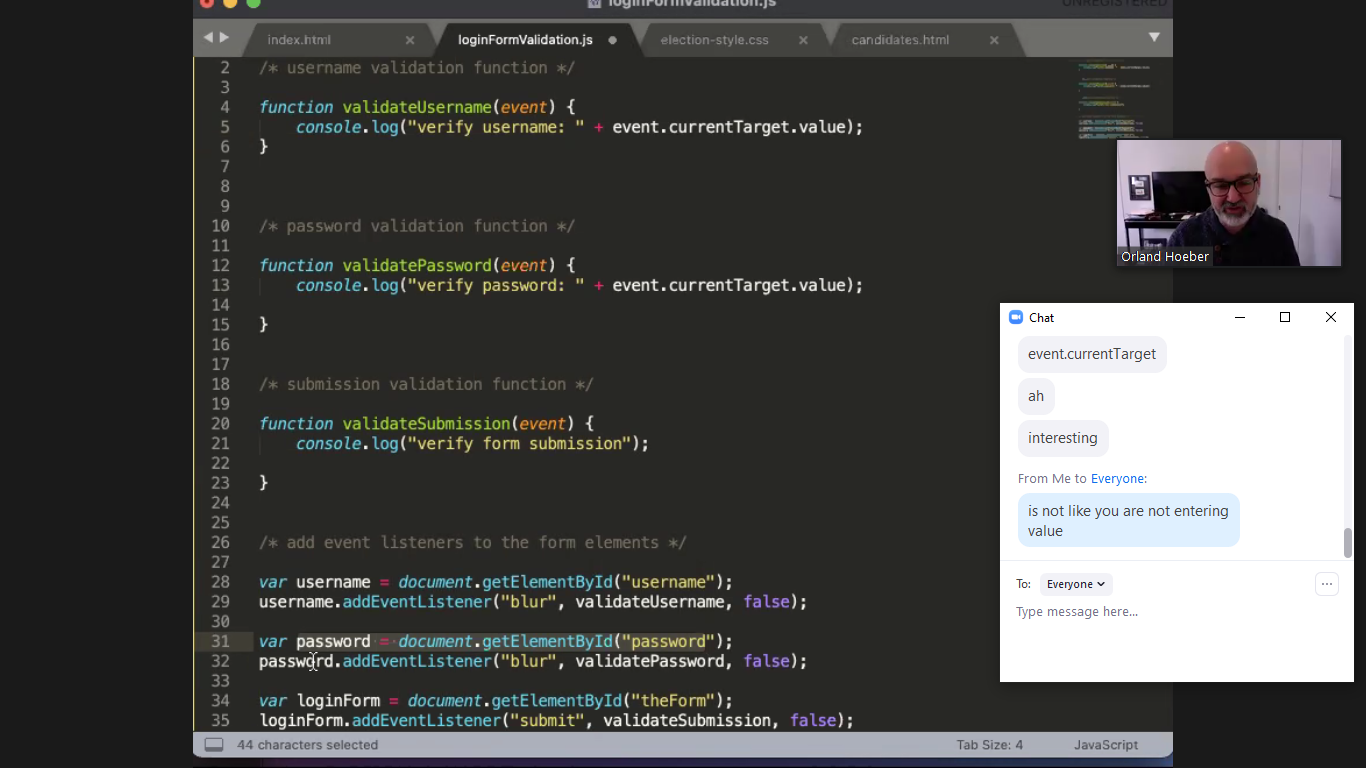 loginFormValidation.js
UNREGISTERED
index.html
loginFormValidation.js
election-style.css
candidates.html
2 /* username validation function */
3
4 function validateUsername(event) {
5 console.log("verify username: " + event.currentTarget.value);
6 }
7
8
9
10 /* password validation function */
11
12 function validatePassword(event) {
13 console.log("verify password: " + event.currentTarget.value);
14
15 }
16
17
18 /* submission validation function */
19
20 function validateSubmission(event) {
21 console.log("verify form submission");
22
23 }
24
25
26 /* add event listeners to the form elements */
27
28 var username = document.getElementById("username");
29 username.addEventListener("blur", validateUsername, false);
30
31 var password = document.getElementById("password");
32 password.addEventListener("blur", validatePassword, false);
33
34 var loginForm = document.getElementById("theForm");
35 loginForm.addEventListener("submit", validateSubmission, false);
44 characters selected
Tab Size: 4
JavaScript
Orland Hoeber
Chat
event.currentTarget
ah
interesting
From Me to Everyone:
is not like you are not entering
value
To: Everyone
Type message here...